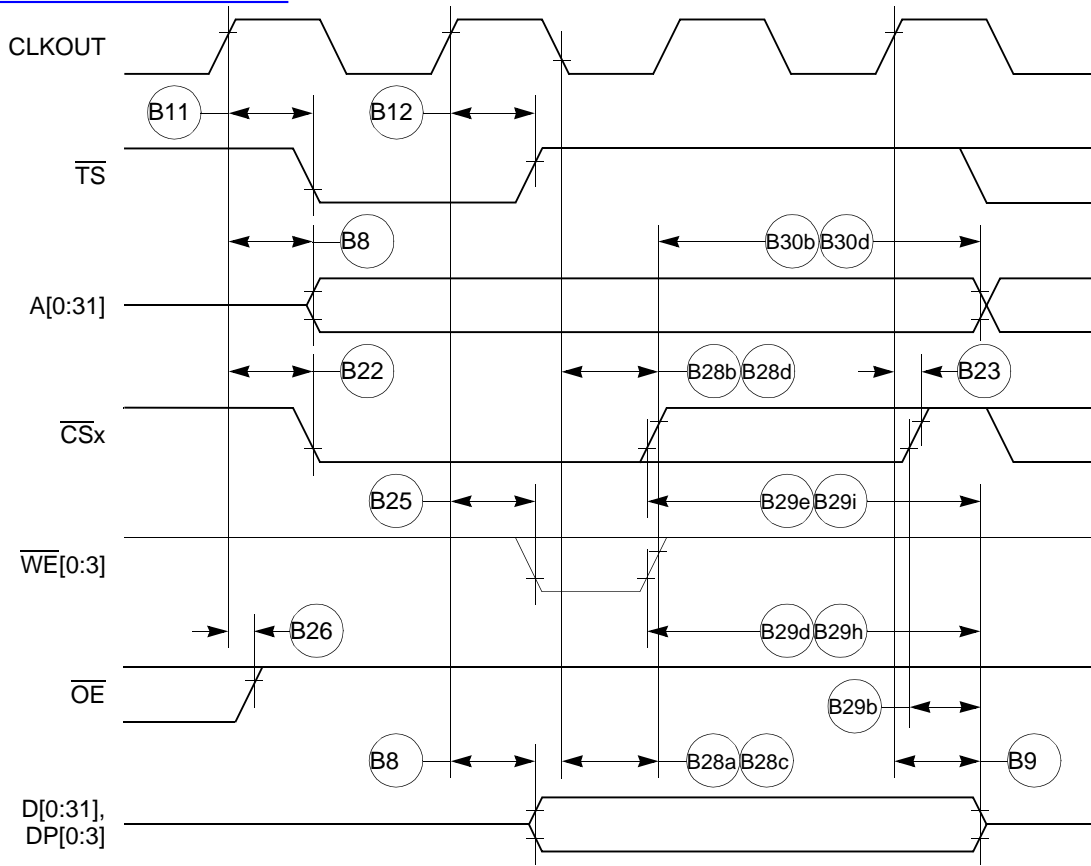 CLKOUT
B11
B12
TS
B8
B30b B30d
A[0:31]
B22
B28b B28d
B23
CSx
B25
B29e B29i
WE[0:3]
B26
B29d B29h
OE
B29b
B8
B28a B28c
B9
D[0:31],
DP[0:3]